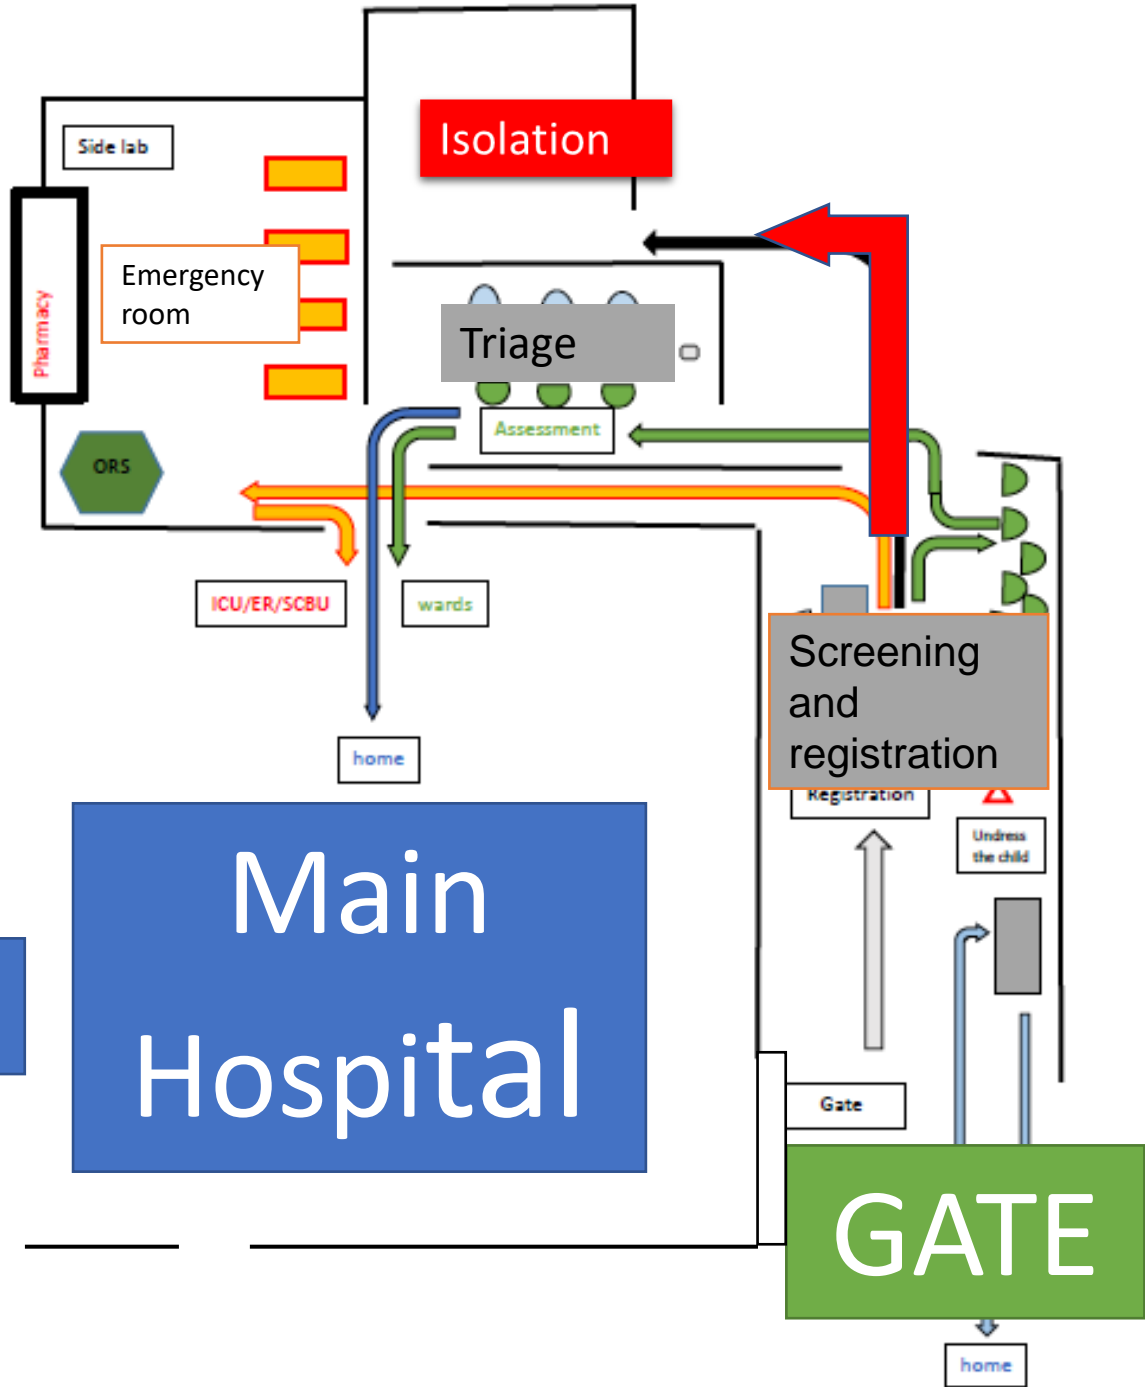 Isolation
Side lab
Pharmacy
Emergency
room
Triage
Assessment
ORS
ICU/ER/SCBU
wards
Screening
and
registration
home
Registration
Undress
the child
Main
Hospital
Gate
GATE
home